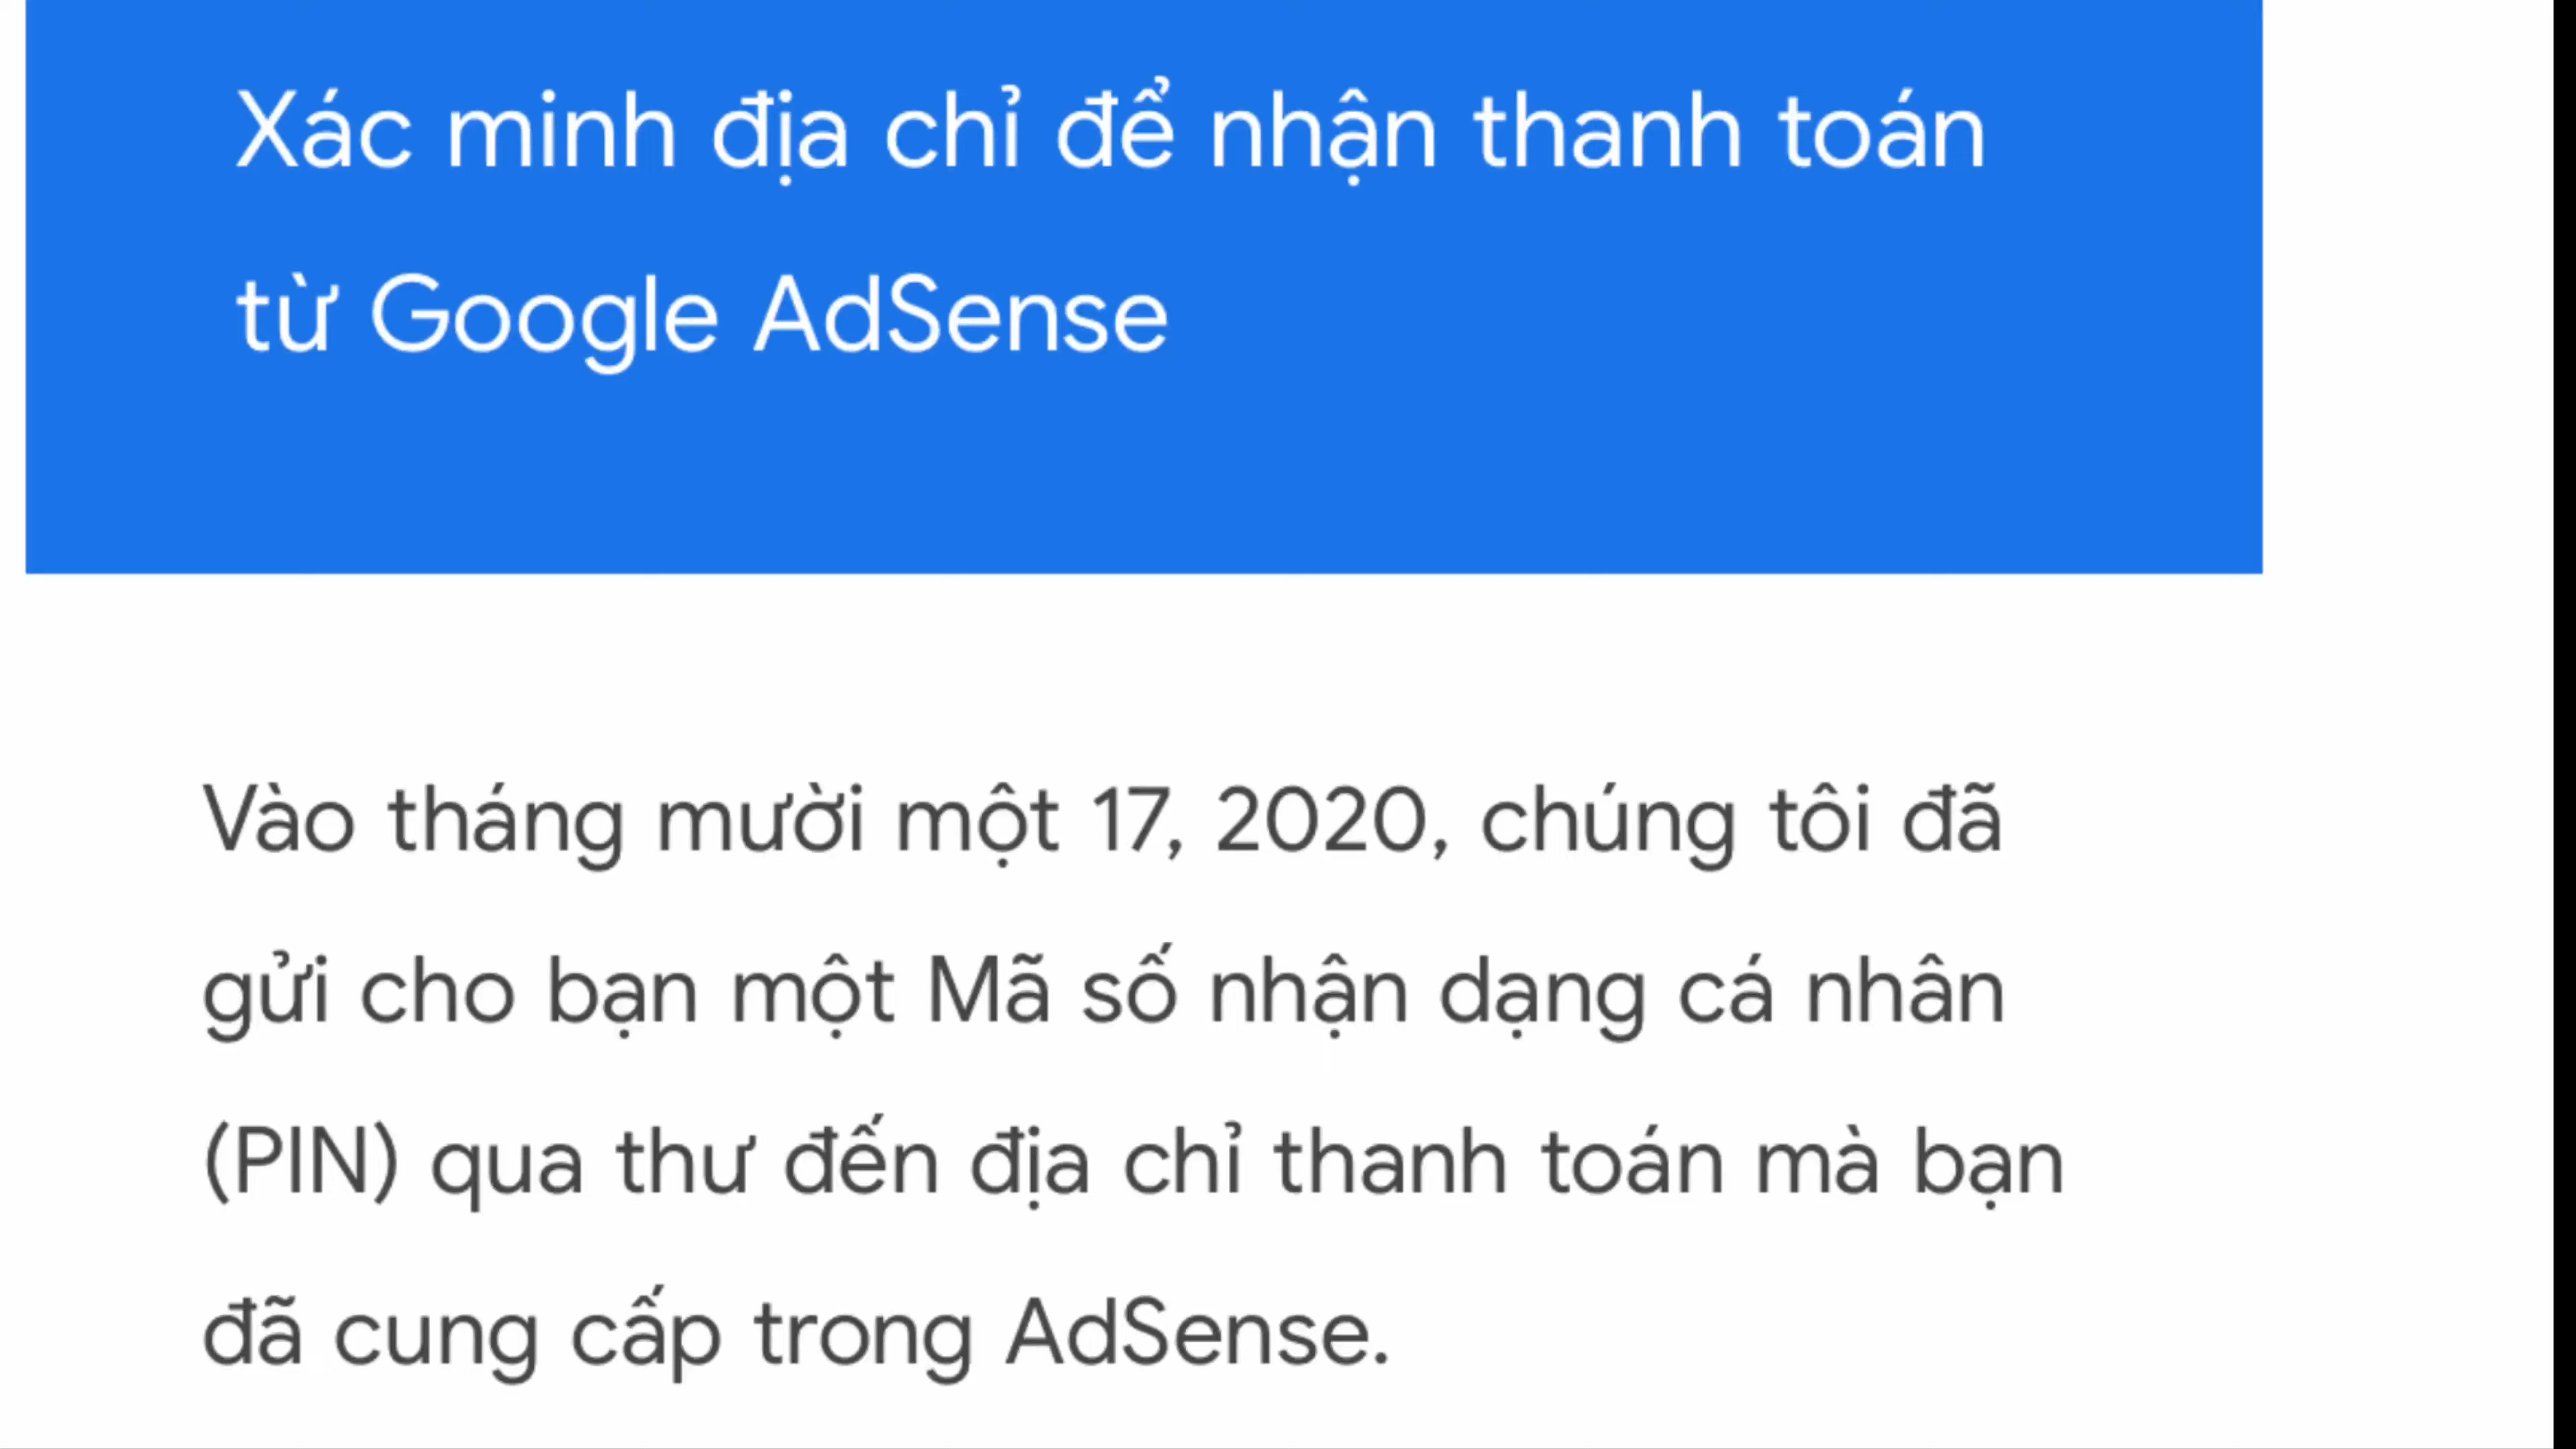 Xác minh địa chỉ để nhận thanh toán
từ Google AdSense
Vào tháng mười một 17, 2020, chúng tôi đã
gửi cho bạn một Mã số nhận dạng cá nhân
(PIN) qua thư đến địa chỉ thanh toán mà bạn
đã cung cấp trong AdSense.